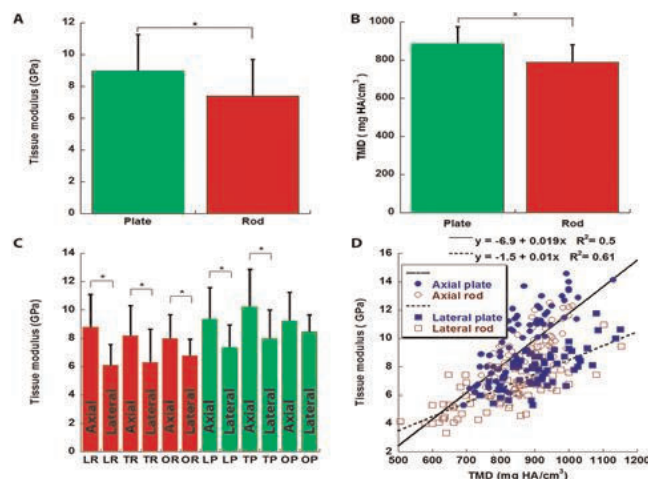 A
Tissue modulus (GPa)
12
10
8
6
4
2
0
*
Plate
Rod
B
TMD ( mg HA/cm³)
1000
800
600
400
200
0
*
Plate
Rod
C
Tissue modulus (GPa)
14
12
10
8
6
4
2
0
*
*
*
*
*
Axial
Lateral
Axial
Lateral
Axial
Lateral
Axial
Lateral
Axial
Lateral
Axial
Lateral
LR LR TR TR OR OR LP LP TP TP OP OP
D
y = -6.9 + 0.019x R²= 0.5
y = -1.5 + 0.01x R²= 0.61
Tissue modulus (GPa)
16
14
12
10
8
6
4
2
Axial plate
Axial rod
Lateral plate
Lateral rod
500 600 700 800 900 1000 1100 1200
TMD (mg HA/cm³)